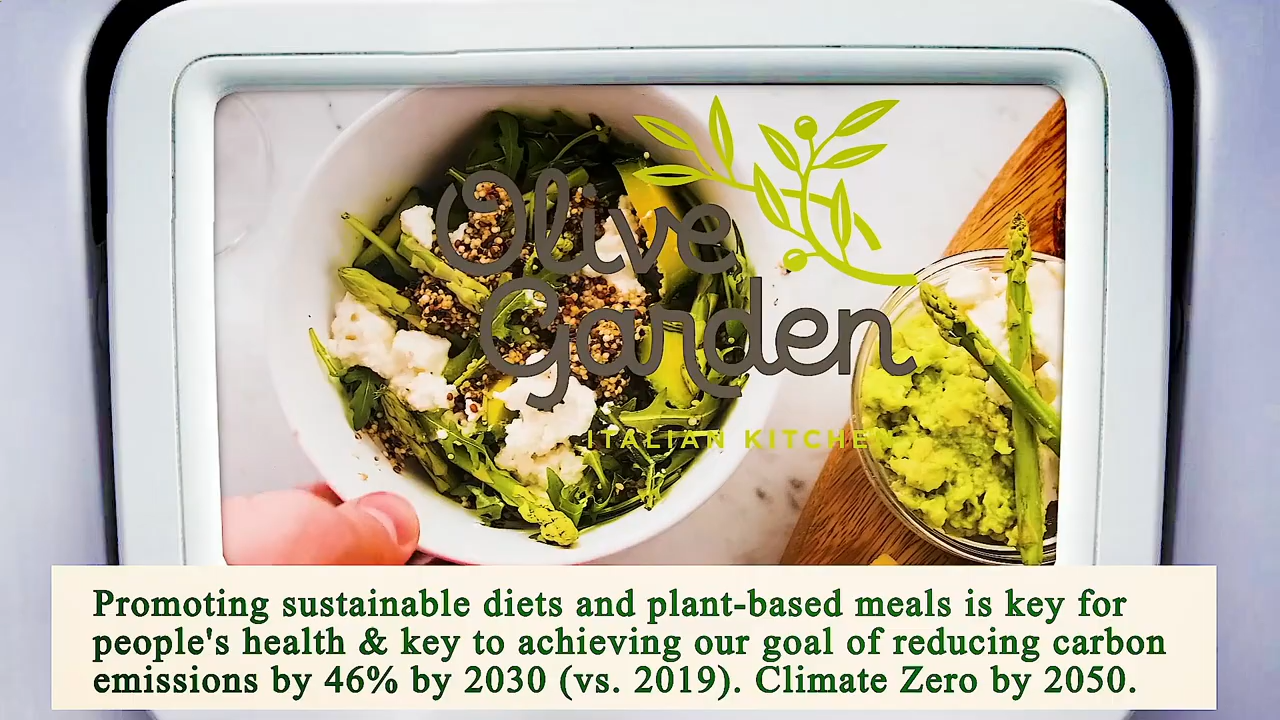 Olive
Garden
ITALIAN KITCHEN
Promoting sustainable diets and plant-based meals is key for
people's health & key to achieving our goal of reducing carbon
emissions by 46% by 2030 (vs. 2019). Climate Zero by 2050.